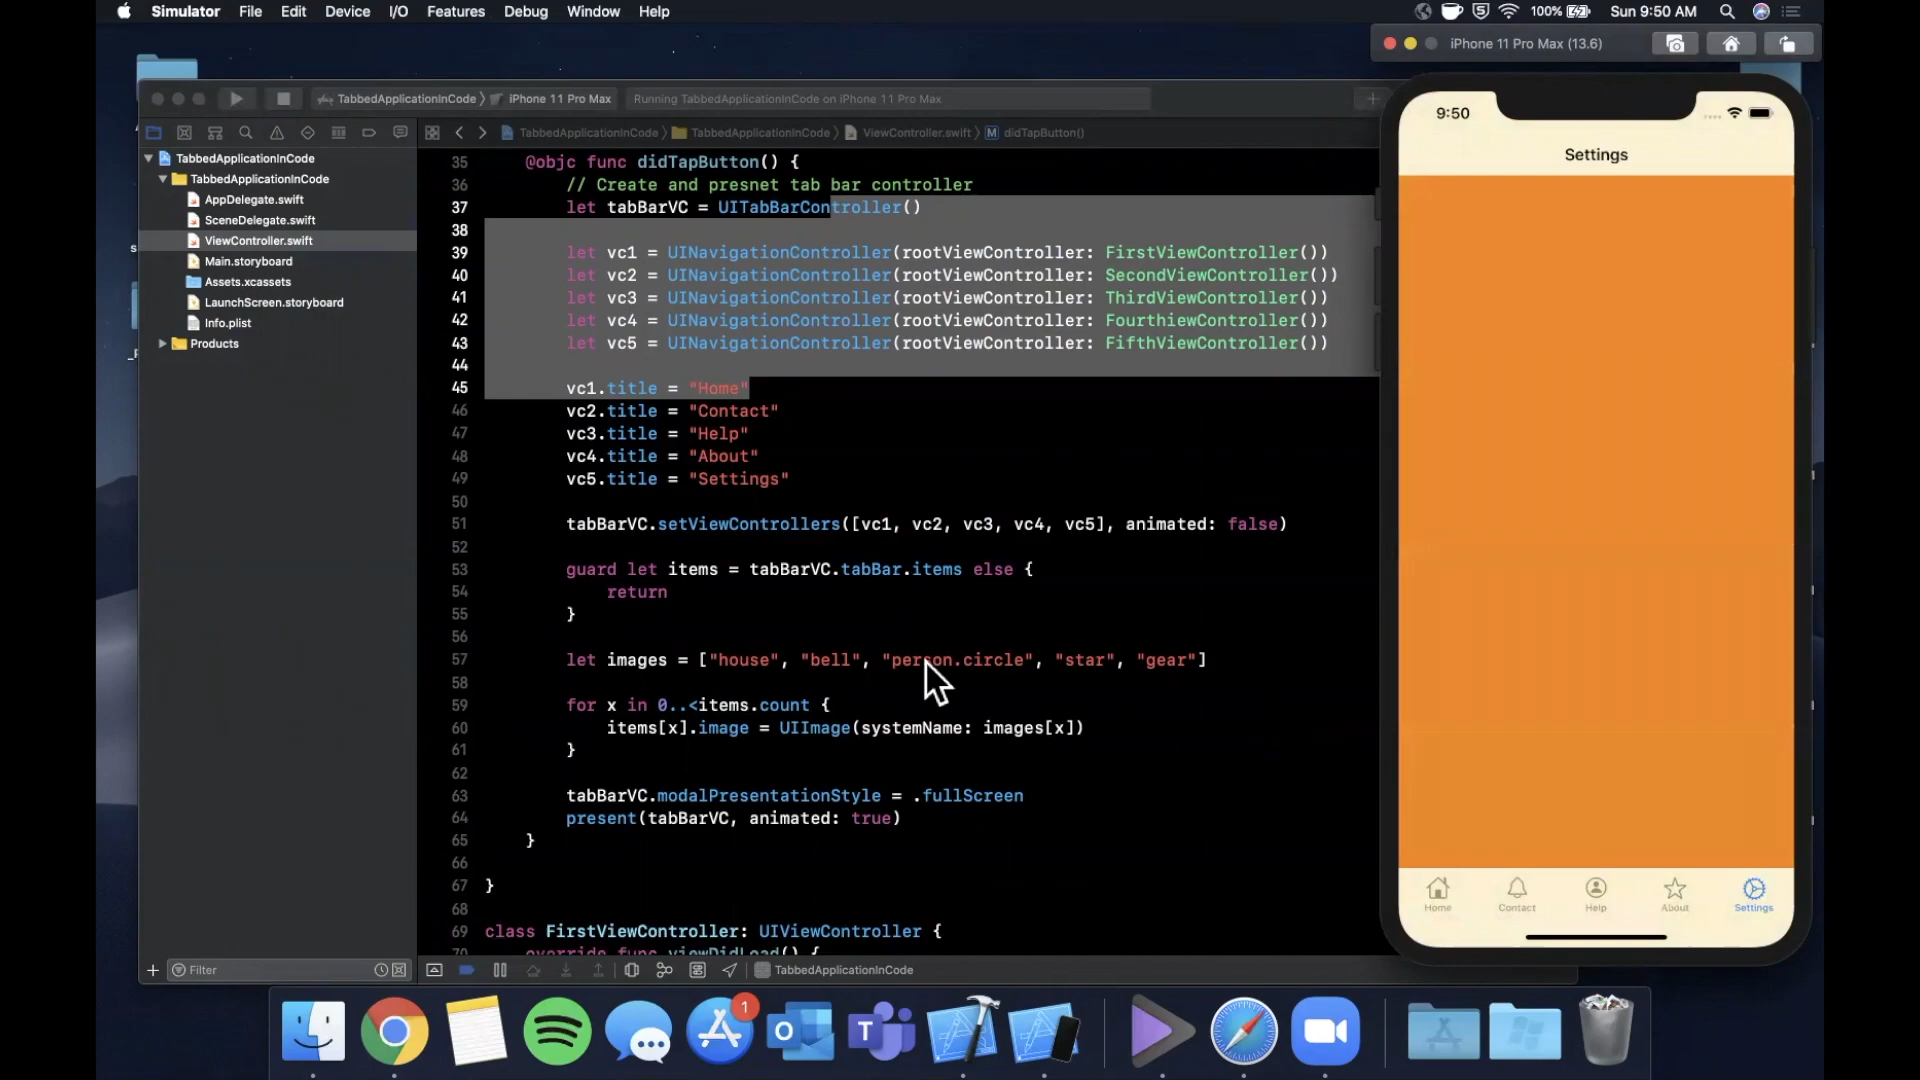 Simulator File Edit Device I/O Features Debug Window Help
100% Sun 9:50 AM
iPhone 11 Pro Max (13.6)
TabbedApplicationInCode iPhone 11 Pro Max
Running TabbedApplicationInCode on iPhone 11 Pro Max
TabbedApplicationInCode TabbedApplicationInCode ViewController.swift M didTapButton()
TabbedApplicationInCode
TabbedApplicationInCode
AppDelegate.swift
SceneDelegate.swift
ViewController.swift
Main.storyboard
Assets.xcassets
LaunchScreen.storyboard
Info.plist
Products
35 @objc func didTapButton() {
36 // Create and presnet tab bar controller
37 let tabBarVC = UITabBarController()
38
39 let vc1 = UINavigationController(rootViewController: FirstViewController())
40 let vc2 = UINavigationController(rootViewController: SecondViewController())
41 let vc3 = UINavigationController(rootViewController: ThirdViewController())
42 let vc4 = UINavigationController(rootViewController: FourthiewController())
43 let vc5 = UINavigationController(rootViewController: FifthViewController())
44
45 vc1.title = "Home"
46 vc2.title = "Contact"
47 vc3.title = "Help"
48 vc4.title = "About"
49 vc5.title = "Settings"
50
51 tabBarVC.setViewControllers([vc1, vc2, vc3, vc4, vc5], animated: false)
52
53 guard let items = tabBarVC.tabBar.items else {
54 return
55 }
56
57 let images = ["house", "bell", "person.circle", "star", "gear"]
58
59 for x in 0..<items.count {
60 items[x].image = UIImage(systemName: images[x])
61 }
62
63 tabBarVC.modalPresentationStyle = .fullScreen
64 present(tabBarVC, animated: true)
65 }
66
67 }
68
69 class FirstViewController: UIViewController {
70 override func viewDidLoad() {
Filter
TabbedApplicationInCode
9:50
Settings
Home Contact Help About Settings
1